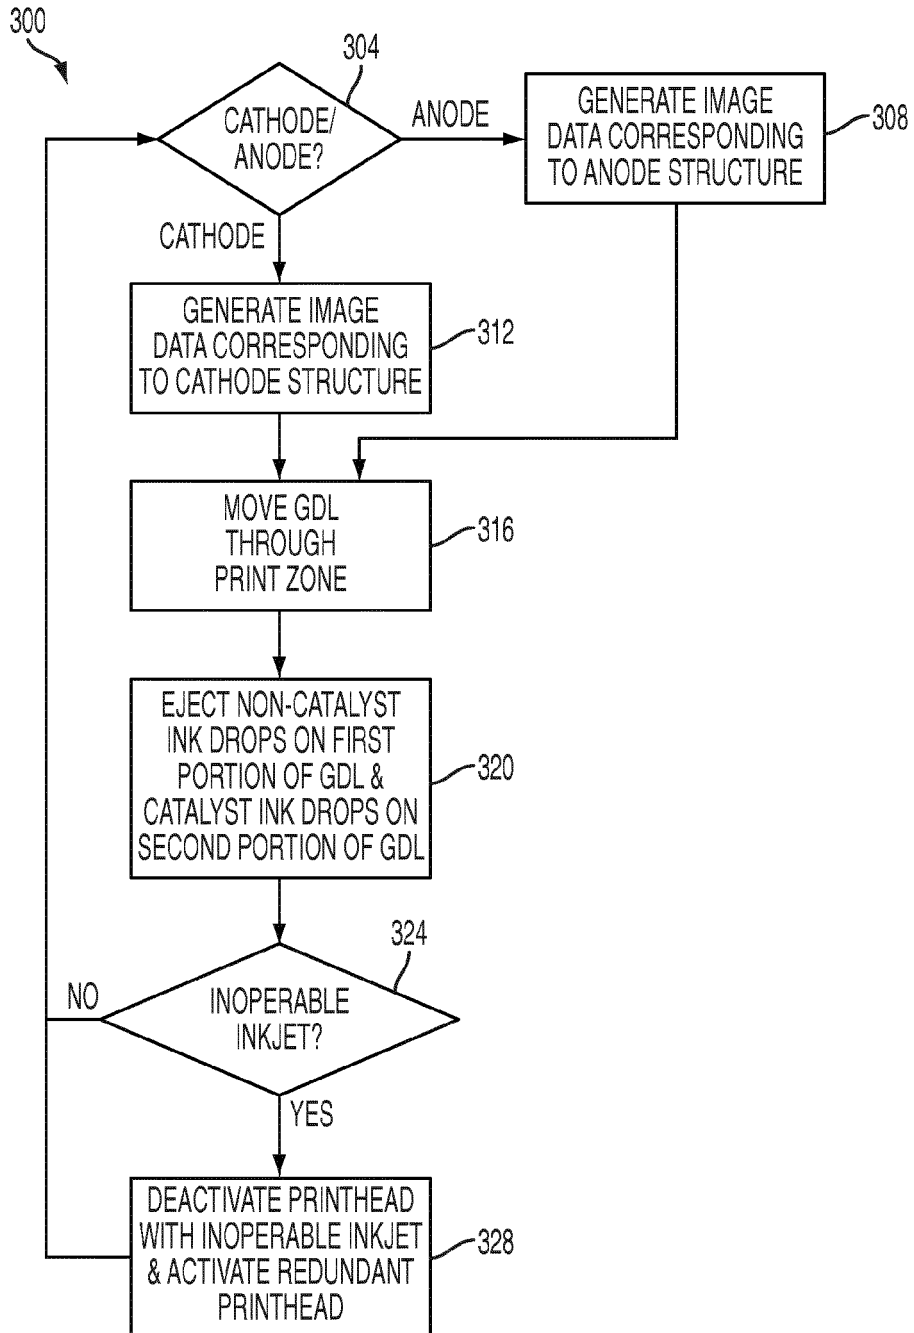 300
304
CATHODE/
ANODE?
ANODE
GENERATE IMAGE
DATA CORRESPONDING
TO ANODE STRUCTURE
308
CATHODE
GENERATE IMAGE
DATA CORRESPONDING
TO CATHODE STRUCTURE
312
MOVE GDL
THROUGH
PRINT ZONE
316
EJECT NON-CATALYST
INK DROPS ON FIRST
PORTION OF GDL &
CATALYST INK DROPS ON
SECOND PORTION OF GDL
320
324
INOPERABLE
INKJET?
NO
YES
DEACTIVATE PRINTHEAD
WITH INOPERABLE INKJET
& ACTIVATE REDUNDANT
PRINTHEAD
328